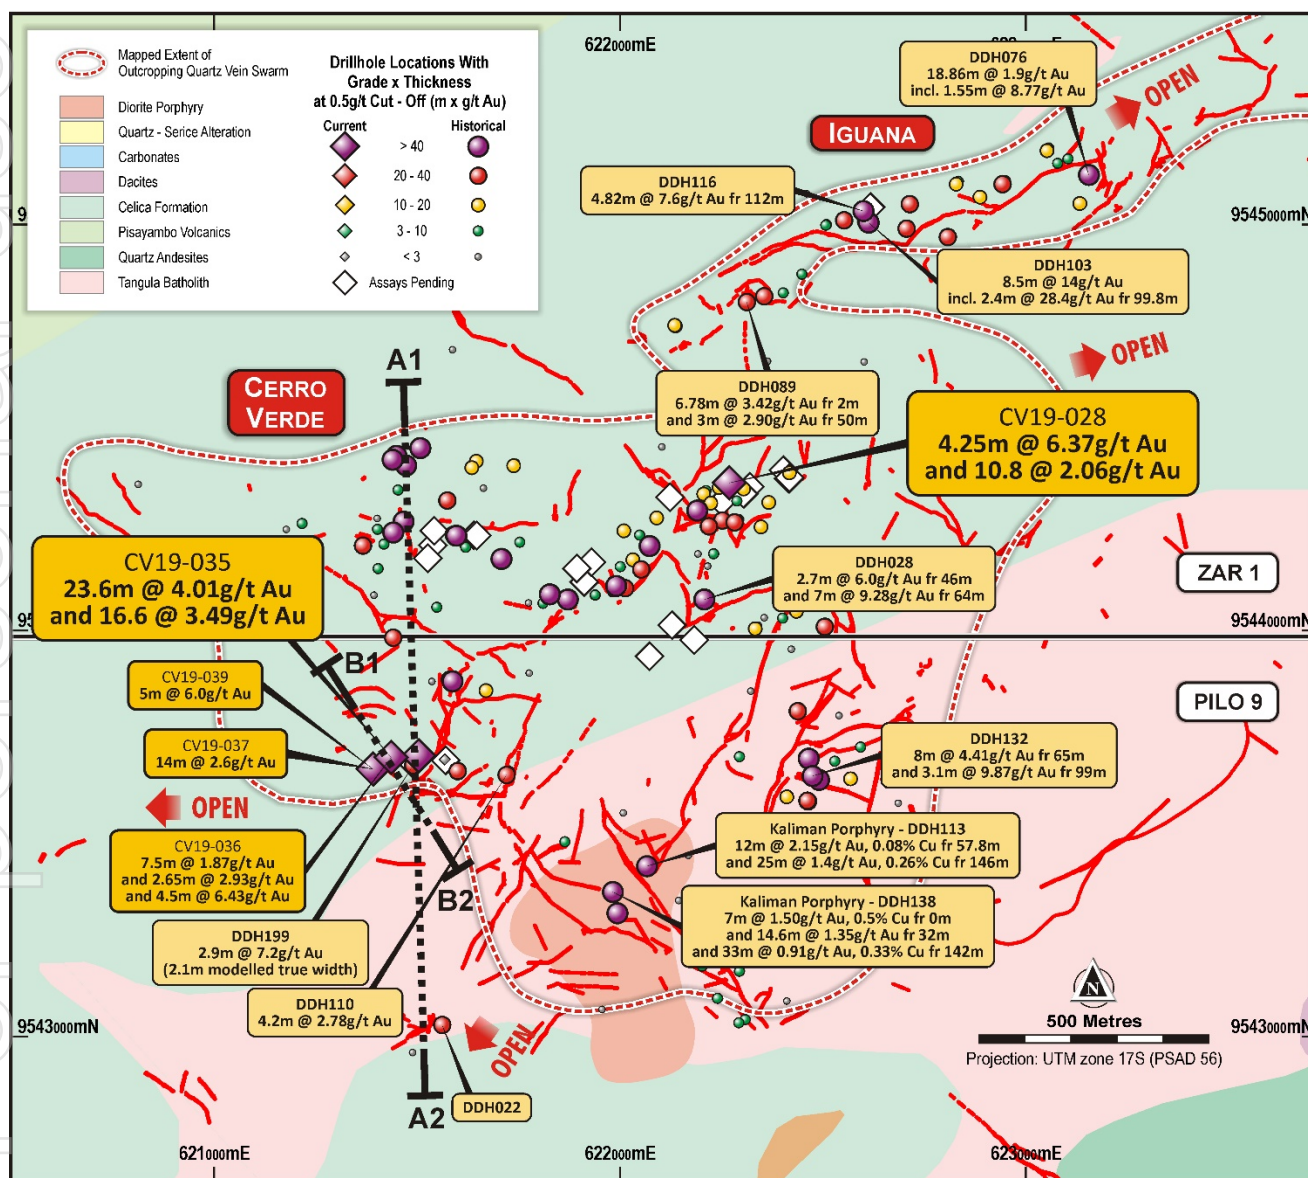 Mapped Extent of
Outcropping Quartz Vein Swarm
Diorite Porphyry
Quartz - Serice Alteration
Carbonates
Dacites
Celica Formation
Pisayambo Volcanics
Quartz Andesites
Tangula Batholith
Drillhole Locations With
Grade x Thickness
at 0.5g/t Cut - Off (m x g/t Au)
Current
Historical
> 40
20 - 40
10 - 20
3 - 10
< 3
Assays Pending
622000mE
DDH076
18.86m @ 1.9g/t Au
incl. 1.55m @ 8.77g/t Au
OPEN
IGUANA
DDH116
4.82m @ 7.6g/t Au fr 112m
9545000mN
DDH103
8.5m @ 14g/t Au
incl. 2.4m @ 28.4g/t Au fr 99.8m
OPEN
A1
CERRO
VERDE
DDH089
6.78m @ 3.42g/t Au fr 2m
and 3m @ 2.90g/t Au fr 50m
CV19-028
4.25m @ 6.37g/t Au
and 10.8 @ 2.06g/t Au
CV19-035
23.6m @ 4.01g/t Au
and 16.6 @ 3.49g/t Au
DDH028
2.7m @ 6.0g/t Au fr 46m
and 7m @ 9.28g/t Au fr 64m
ZAR 1
9544000mN
B1
CV19-039
5m @ 6.0g/t Au
PILO 9
CV19-037
14m @ 2.6g/t Au
DDH132
8m @ 4.41g/t Au fr 65m
and 3.1m @ 9.87g/t Au fr 99m
OPEN
CV19-036
7.5m @ 1.87g/t Au
and 2.65m @ 2.93g/t Au
and 4.5m @ 6.43g/t Au
Kaliman Porphyry - DDH113
12m @ 2.15g/t Au, 0.08% Cu fr 57.8m
and 25m @ 1.4g/t Au, 0.26% Cu fr 146m
B2
Kaliman Porphyry - DDH138
7m @ 1.50g/t Au, 0.5% Cu fr 0m
and 14.6m @ 1.35g/t Au fr 32m
and 33m @ 0.91g/t Au, 0.33% Cu fr 142m
DDH199
2.9m @ 7.2g/t Au
(2.1m modelled true width)
DDH110
4.2m @ 2.78g/t Au
N
500 Metres
Projection: UTM zone 17S (PSAD 56)
9543000mN
9543000mN
OPEN
DDH022
A2
621000mE
622000mE
623000mE